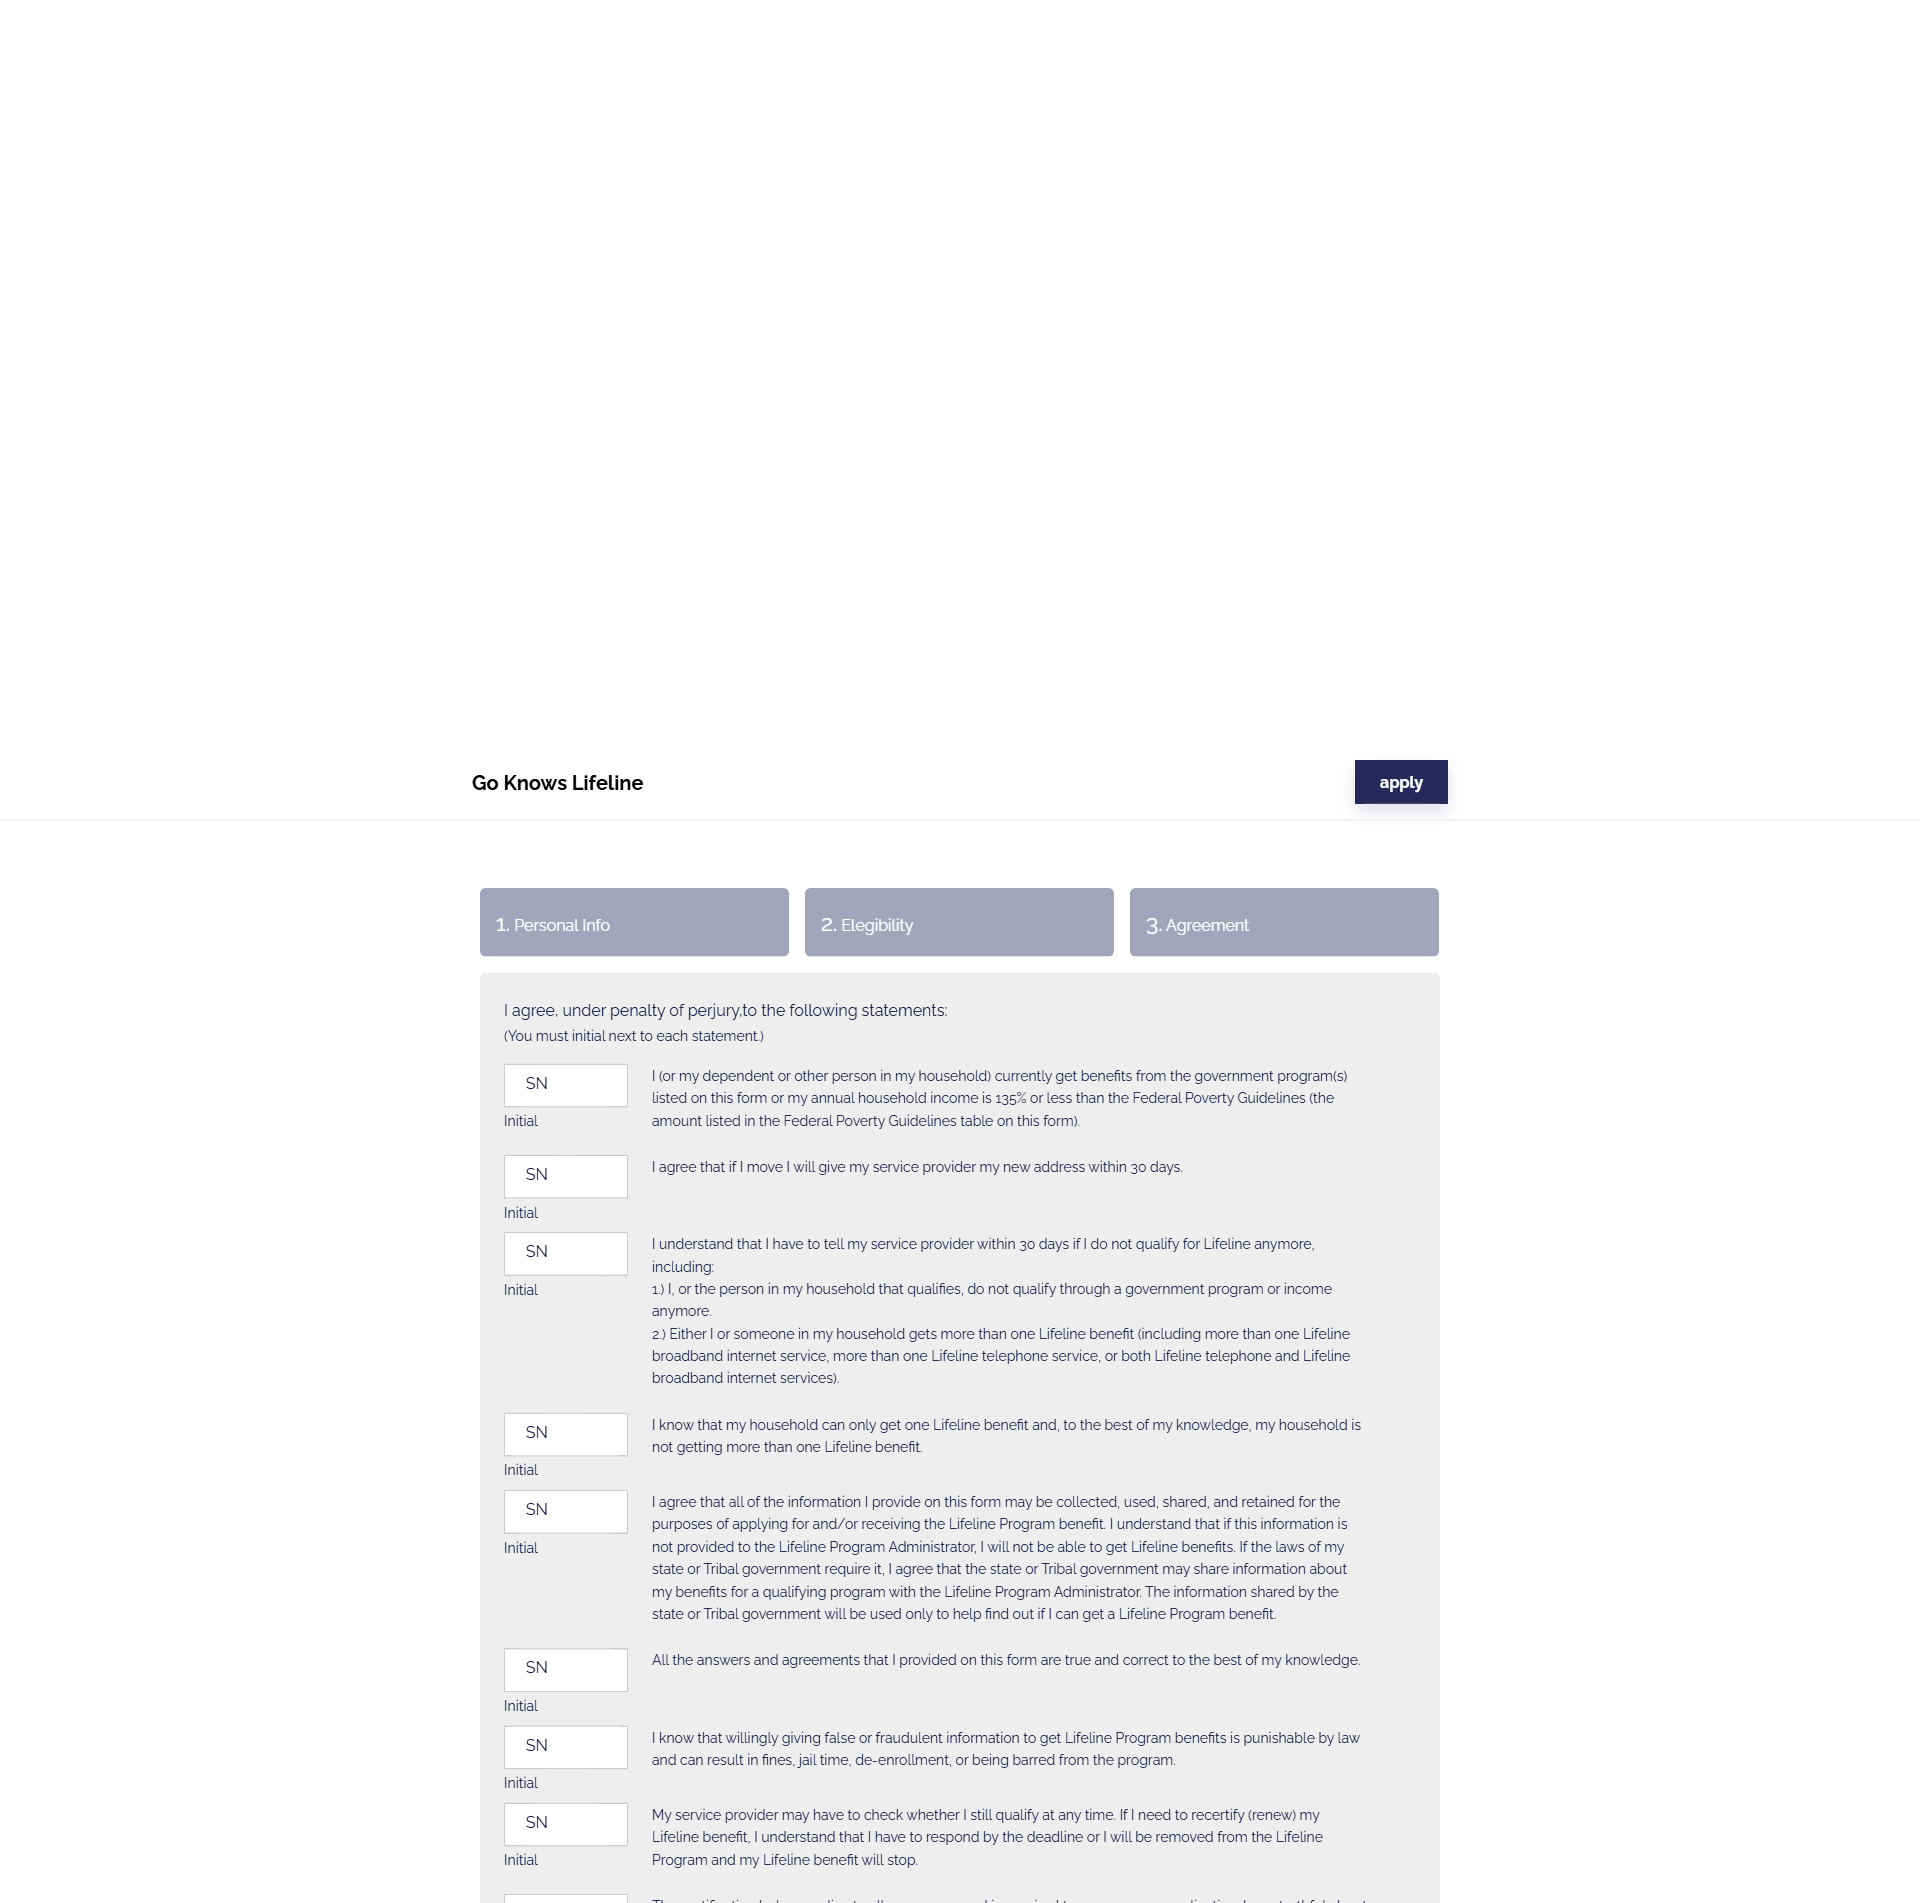 Go Knows Lifeline
apply
1. Personal Info
2. Elegibility
3. Agreement
I agree, under penalty of perjury,to the following statements:
(You must initial next to each statement.)
SN
Initial
I (or my dependent or other person in my household) currently get benefits from the government program(s)
listed on this form or my annual household income is 135% or less than the Federal Poverty Guidelines (the
amount listed in the Federal Poverty Guidelines table on this form).
SN
Initial
I agree that if I move I will give my service provider my new address within 30 days.
SN
Initial
I understand that I have to tell my service provider within 30 days if I do not qualify for Lifeline anymore,
including:
1.) I, or the person in my household that qualifies, do not qualify through a government program or income
anymore.
2.) Either I or someone in my household gets more than one Lifeline benefit (including more than one Lifeline
broadband internet service, more than one Lifeline telephone service, or both Lifeline telephone and Lifeline
broadband internet services).
SN
Initial
I know that my household can only get one Lifeline benefit and, to the best of my knowledge, my household is
not getting more than one Lifeline benefit.
SN
Initial
I agree that all of the information I provide on this form may be collected, used, shared, and retained for the
purposes of applying for and/or receiving the Lifeline Program benefit. I understand that if this information is
not provided to the Lifeline Program Administrator, I will not be able to get Lifeline benefits. If the laws of my
state or Tribal government require it, I agree that the state or Tribal government may share information about
my benefits for a qualifying program with the Lifeline Program Administrator. The information shared by the
state or Tribal government will be used only to help find out if I can get a Lifeline Program benefit.
SN
Initial
All the answers and agreements that I provided on this form are true and correct to the best of my knowledge.
SN
Initial
I know that willingly giving false or fraudulent information to get Lifeline Program benefits is punishable by law
and can result in fines, jail time, de-enrollment, or being barred from the program.
SN
Initial
My service provider may have to check whether I still qualify at any time. If I need to recertify (renew) my
Lifeline benefit, I understand that I have to respond by the deadline or I will be removed from the Lifeline
Program and my Lifeline benefit will stop.